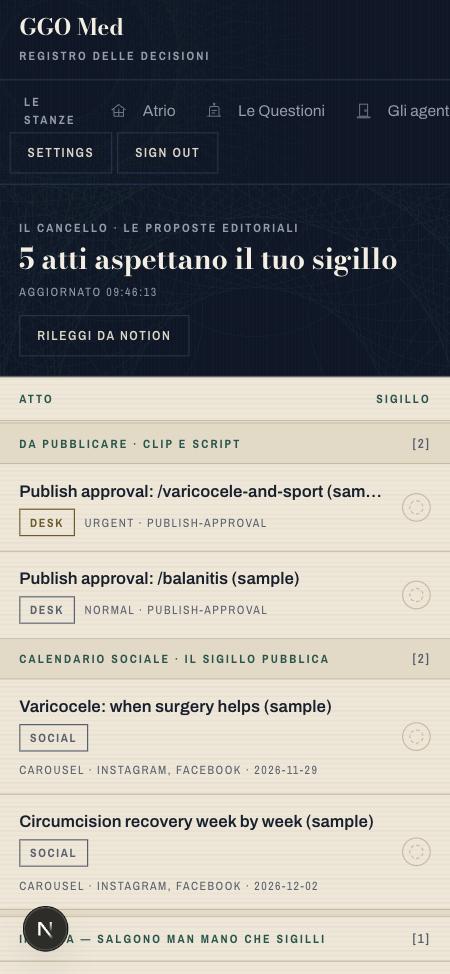 GGO Med
REGISTRO DELLE DECISIONI
LE STANZE
Atrio
Le Questioni
Gli agent
SETTINGS
SIGN OUT
IL CANCELLO · LE PROPOSTE EDITORIALI
5 atti aspettano il tuo sigillo
AGGIORNATO 09:46:13
RILEGGI DA NOTION
ATTO
SIGILLO
DA PUBBLICARE · CLIP E SCRIPT
[2]
Publish approval: /varicocele-and-sport (sam…
DESK
URGENT · PUBLISH-APPROVAL
Publish approval: /balanitis (sample)
DESK
NORMAL · PUBLISH-APPROVAL
CALENDARIO SOCIALE · IL SIGILLO PUBBLICA
[2]
Varicocele: when surgery helps (sample)
SOCIAL
CAROUSEL · INSTAGRAM, FACEBOOK · 2026-11-29
Circumcision recovery week by week (sample)
SOCIAL
CAROUSEL · INSTAGRAM, FACEBOOK · 2026-12-02
N
— SALGONO MAN MANO CHE SIGILLI
[1]